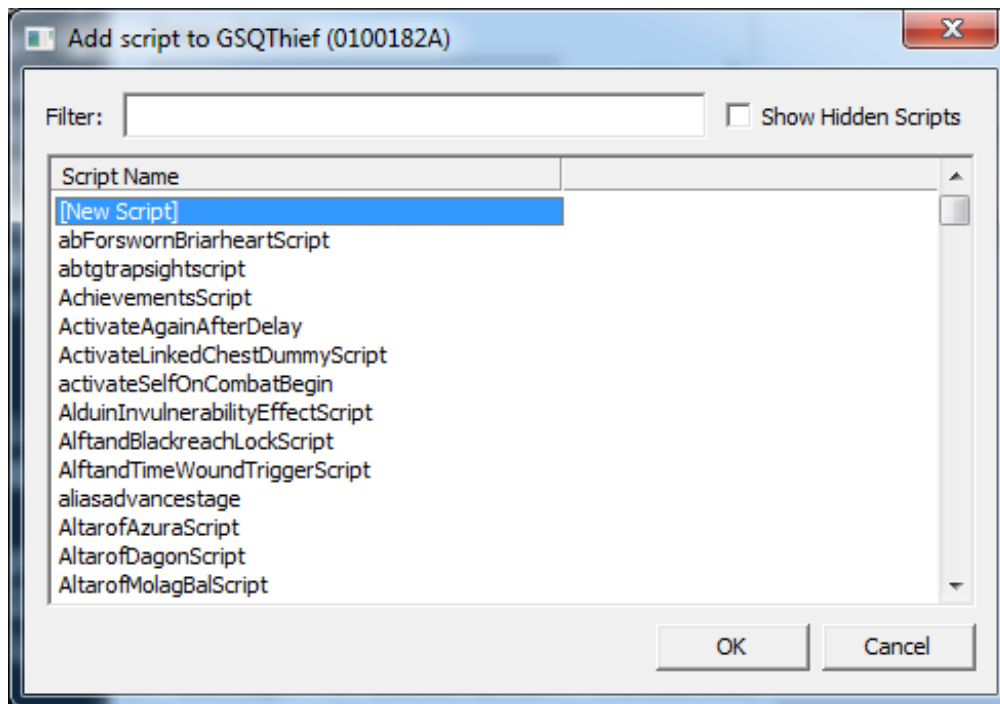 Add script to GSQThief (0100182A)
Filter:
Show Hidden Scripts
Script Name
[New Script]
abForswornBriarheartScript
abtgtrapsightscript
AchievementsScript
ActivateAgainAfterDelay
ActivateLinkedChestDummyScript
activateSelfOnCombatBegin
AlduinInvulnerabilityEffectScript
AlftandBlackreachLockScript
AlftandTimeWoundTriggerScript
aliasadvancestage
AltarofAzuraScript
AltarofDagonScript
AltarofMolagBalScript
OK
Cancel